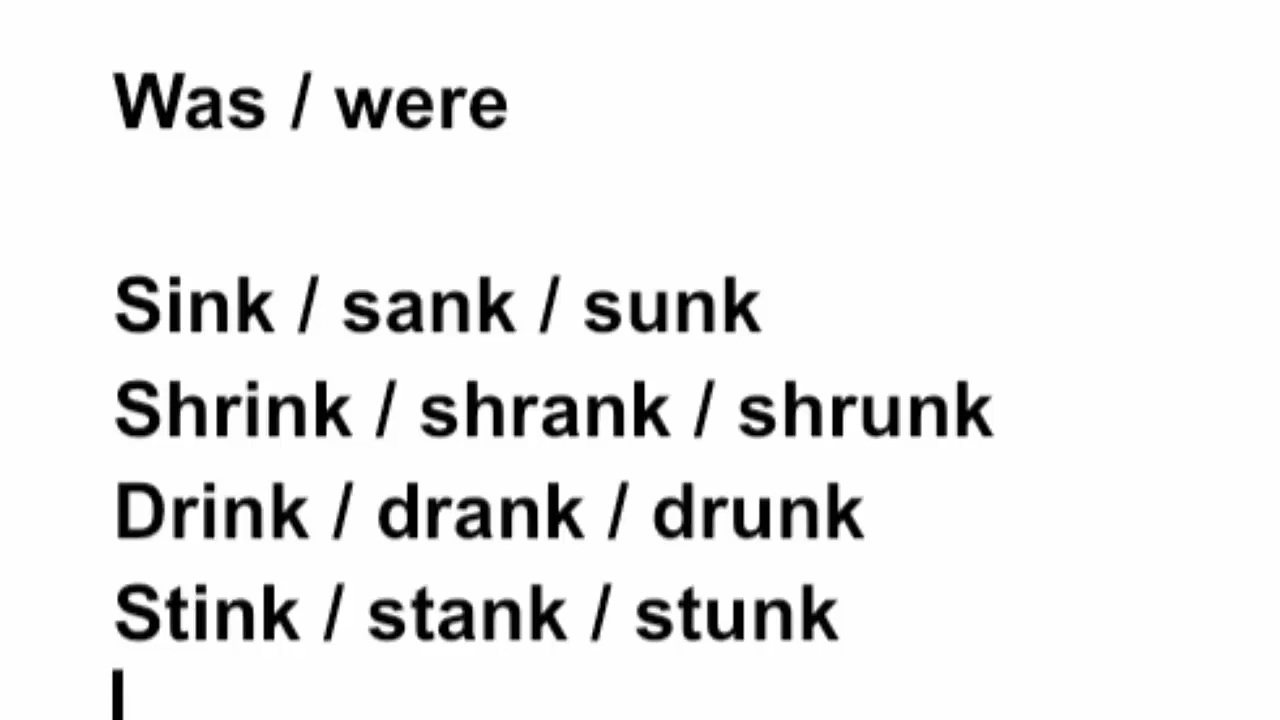 Was / were
Sink / sank / sunk
Shrink / shrank / shrunk
Drink / drank / drunk
Stink / stank / stunk